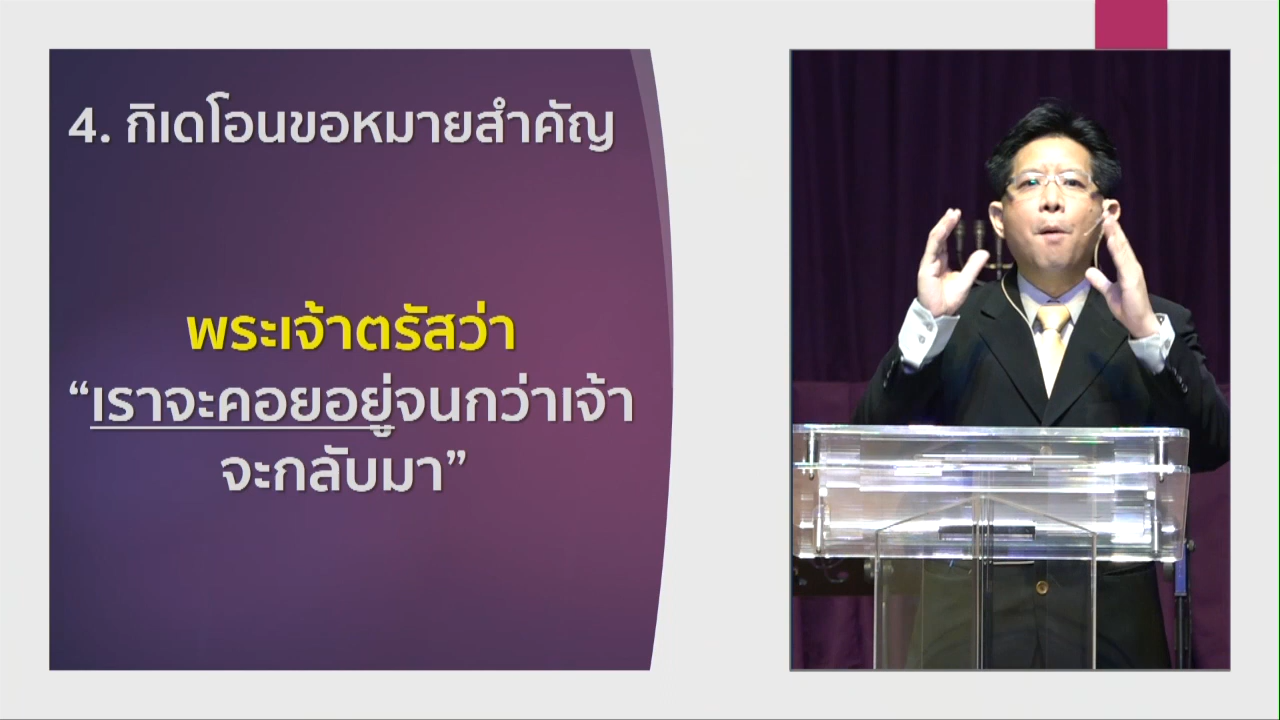 4. กิเดโอนขอหมายสำคัญ
พระเจ้าตรัสว่า
“เราจะคอยอยู่จนกว่าเจ้า
จะกลับมา”